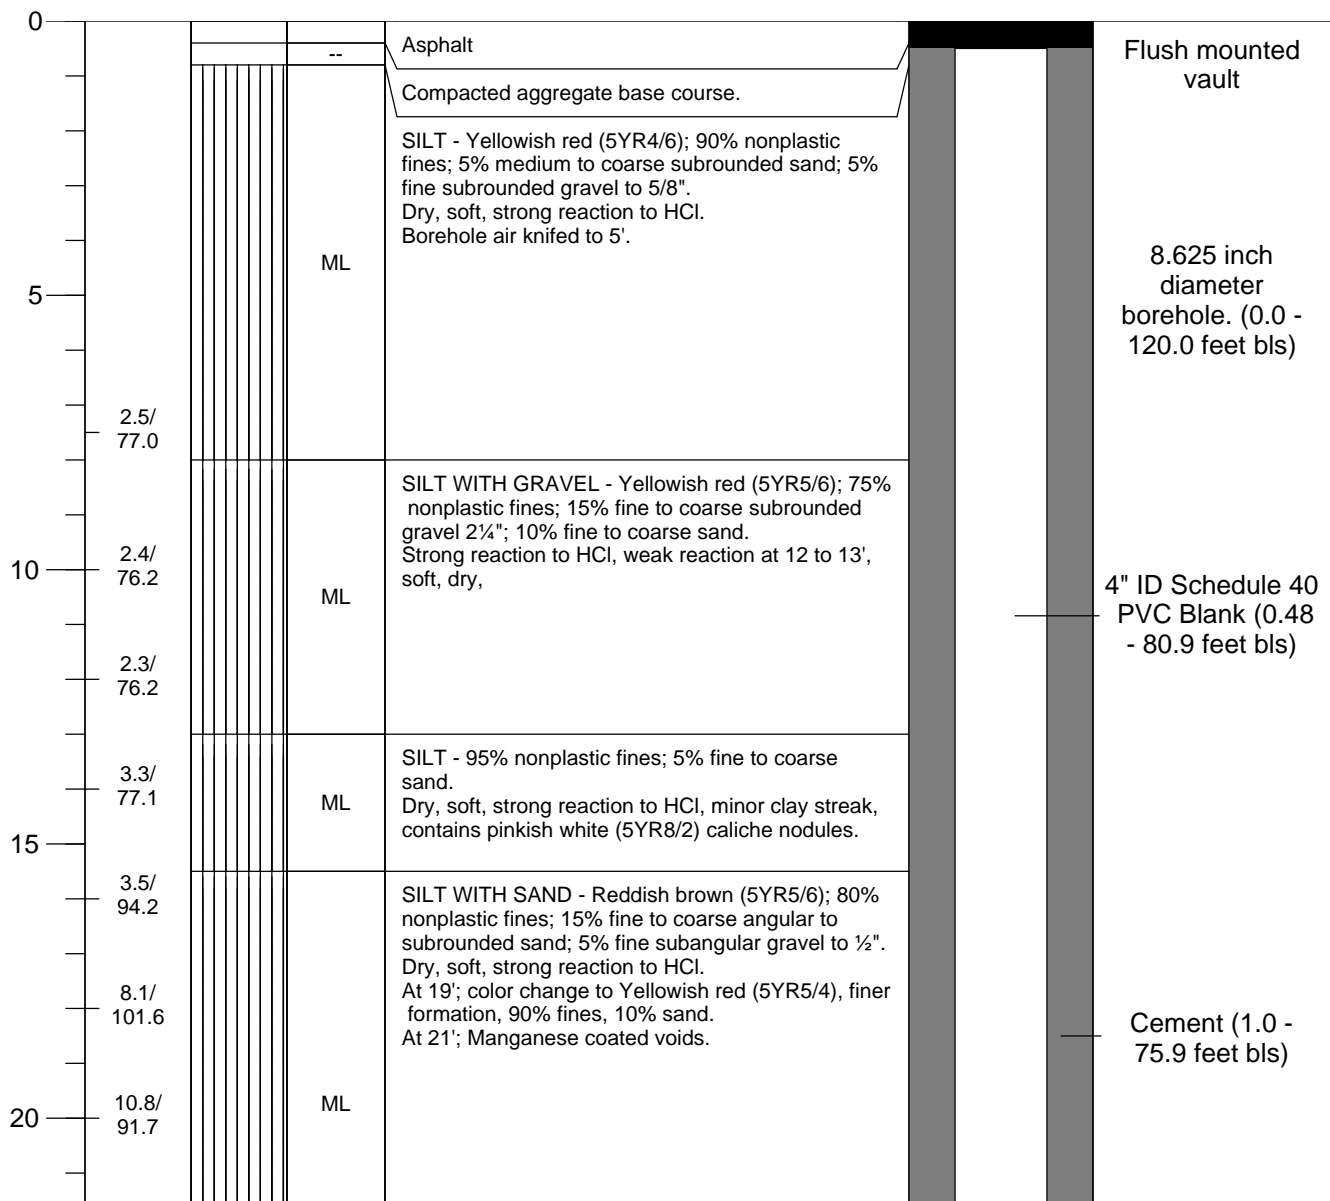 0
Asphalt
--
Flush mounted
vault
Compacted aggregate base course.
SILT - Yellowish red (5YR4/6); 90% nonplastic
fines; 5% medium to coarse subrounded sand; 5%
fine subrounded gravel to 5/8".
Dry, soft, strong reaction to HCl.
Borehole air knifed to 5'.
ML
8.625 inch
diameter
borehole. (0.0 -
120.0 feet bls)
5
2.5/
77.0
SILT WITH GRAVEL - Yellowish red (5YR5/6); 75%
nonplastic fines; 15% fine to coarse subrounded
gravel 2¼"; 10% fine to coarse sand.
Strong reaction to HCl, weak reaction at 12 to 13',
soft, dry,
2.4/
76.2
10
ML
4" ID Schedule 40
PVC Blank (0.48
- 80.9 feet bls)
2.3/
76.2
SILT - 95% nonplastic fines; 5% fine to coarse
sand.
Dry, soft, strong reaction to HCl, minor clay streak,
contains pinkish white (5YR8/2) caliche nodules.
3.3/
77.1
ML
15
3.5/
94.2
SILT WITH SAND - Reddish brown (5YR5/6); 80%
nonplastic fines; 15% fine to coarse angular to
subrounded sand; 5% fine subangular gravel to ½".
Dry, soft, strong reaction to HCl.
At 19'; color change to Yellowish red (5YR5/4), finer
formation, 90% fines, 10% sand.
At 21'; Manganese coated voids.
8.1/
101.6
Cement (1.0 -
75.9 feet bls)
10.8/
91.7
ML
20